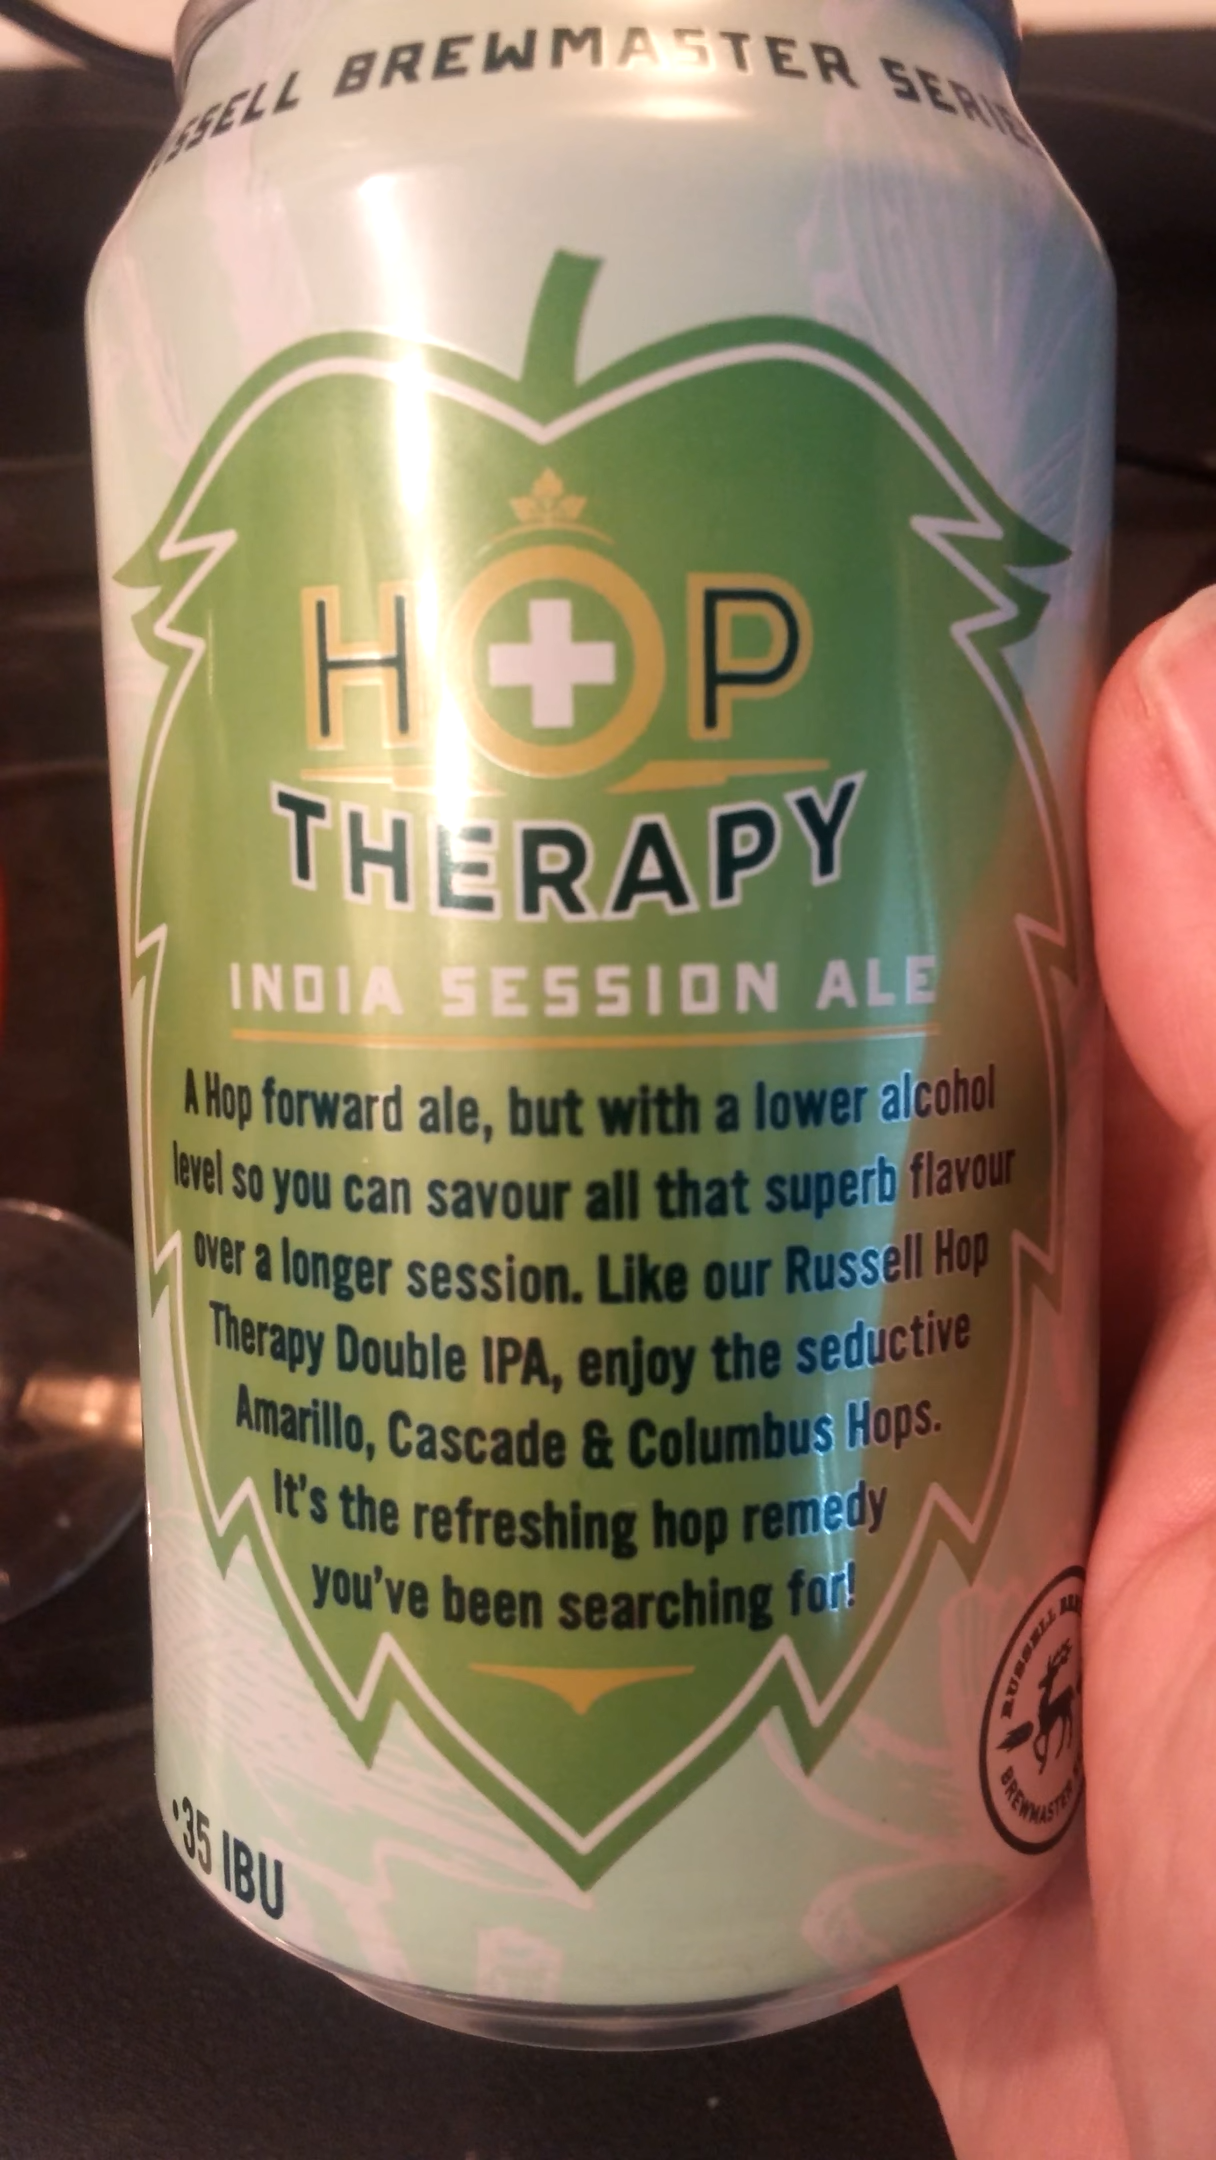 BREWMASTER
HOP
THERAPY
INDIA SESSION ALE
A Hop forward ale, but with a lower alcohol
level so you can savour all that superb flavour
over a longer session. Like our Russell Hop
Therapy Double IPA, enjoy the seductive
Amarillo, Cascade & Columbus Hops.
It's the refreshing hop remedy
you've been searching for!
35 IBU
RUSSELL
BREWMASTER